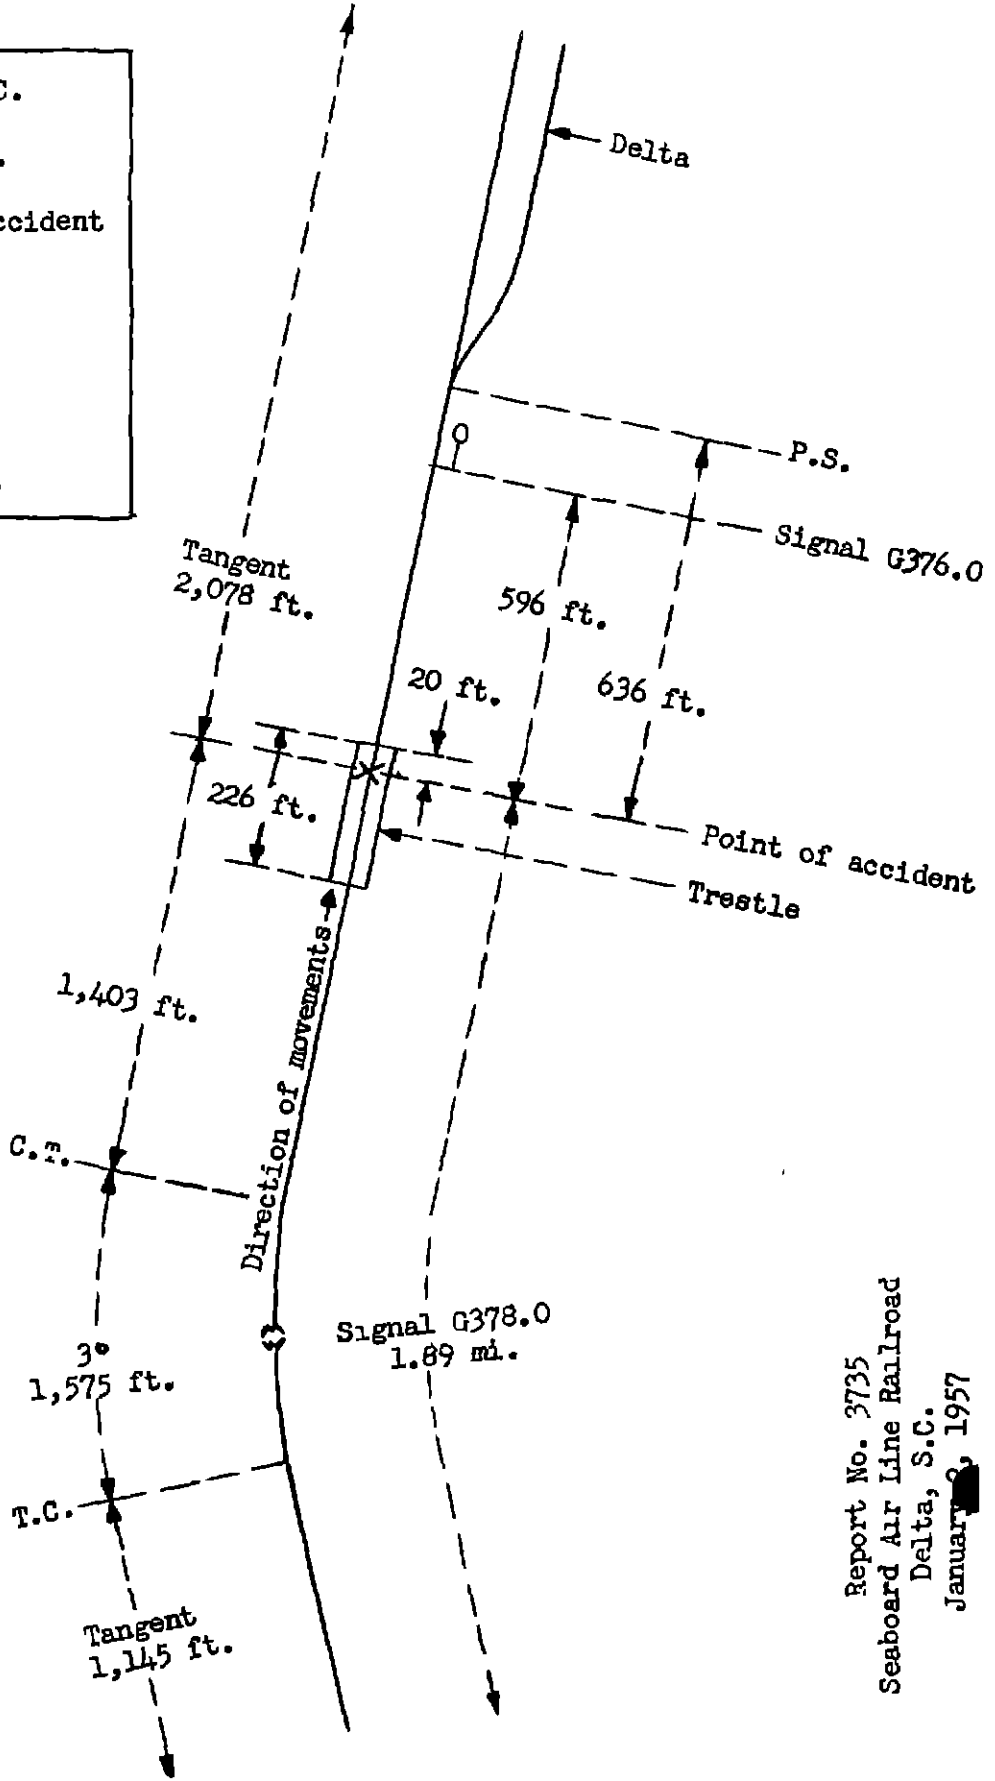 C.
.
ccident
.
Delta
P.S.
Signal G376.0
Tangent
2,078 ft.
596 ft.
20 ft.
636 ft.
226 ft.
Point of accident
Trestle
1,403 ft.
Direction of movements
C.T.
Signal G378.0
1.89 mi.
3°
1,575 ft.
T.C.
Tangent
1,145 ft.
Report No. 3735
Seaboard Air Line Railroad
Delta, S.C.
January , 1957